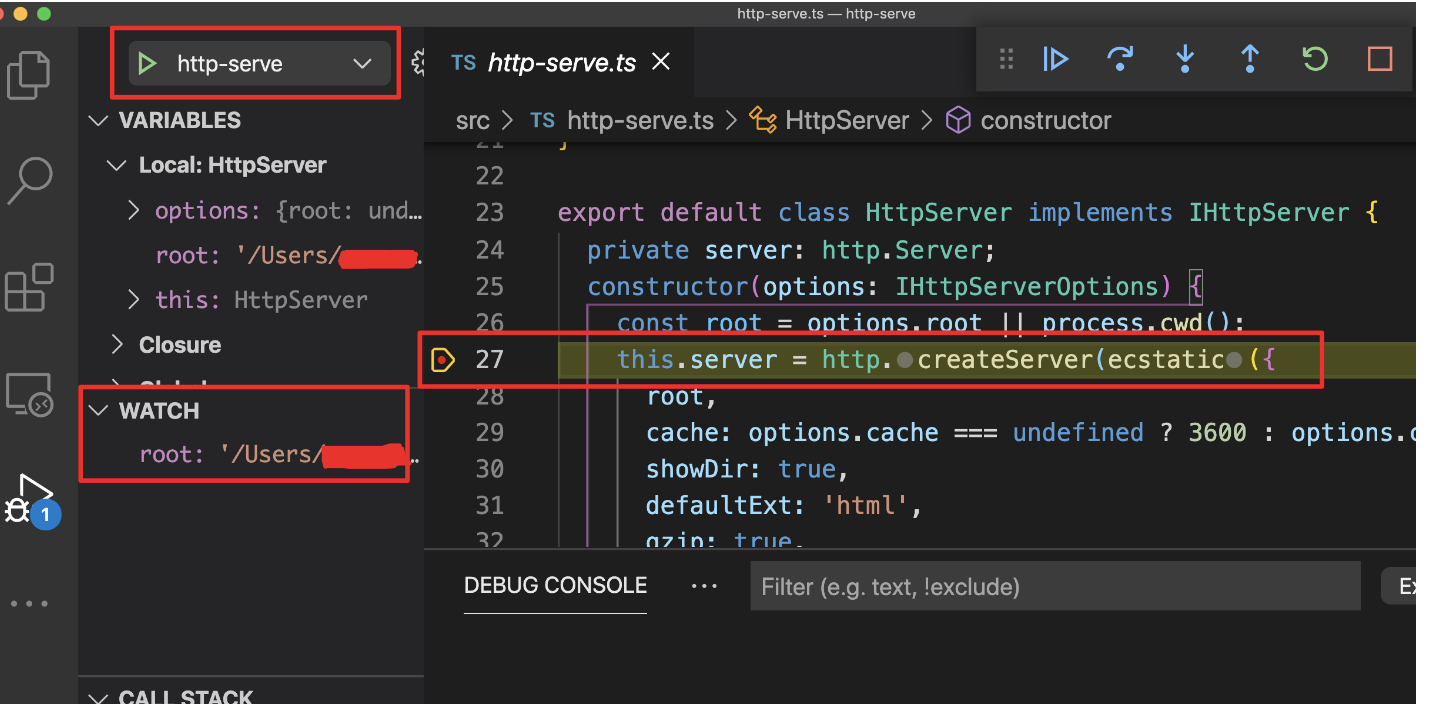 http-serve.ts — http-serve
http-serve
TS http-serve.ts
src > TS http-serve.ts > HttpServer > constructor
VARIABLES
Local: HttpServer
options: {root: und…
root: '/Users/
this: HttpServer
Closure
Global
WATCH
root: '/Users/
1
CALL STACK
21 }
22
23 export default class HttpServer implements IHttpServer {
24 private server: http.Server;
25 constructor(options: IHttpServerOptions) {
26 const root = options.root || process.cwd();
27 this.server = http.createServer(ecstatic({
28 root,
29 cache: options.cache === undefined ? 3600 : options.c
30 showDir: true,
31 defaultExt: 'html',
32 gzip: true,
DEBUG CONSOLE ...
Filter (e.g. text, !exclude)
Ex